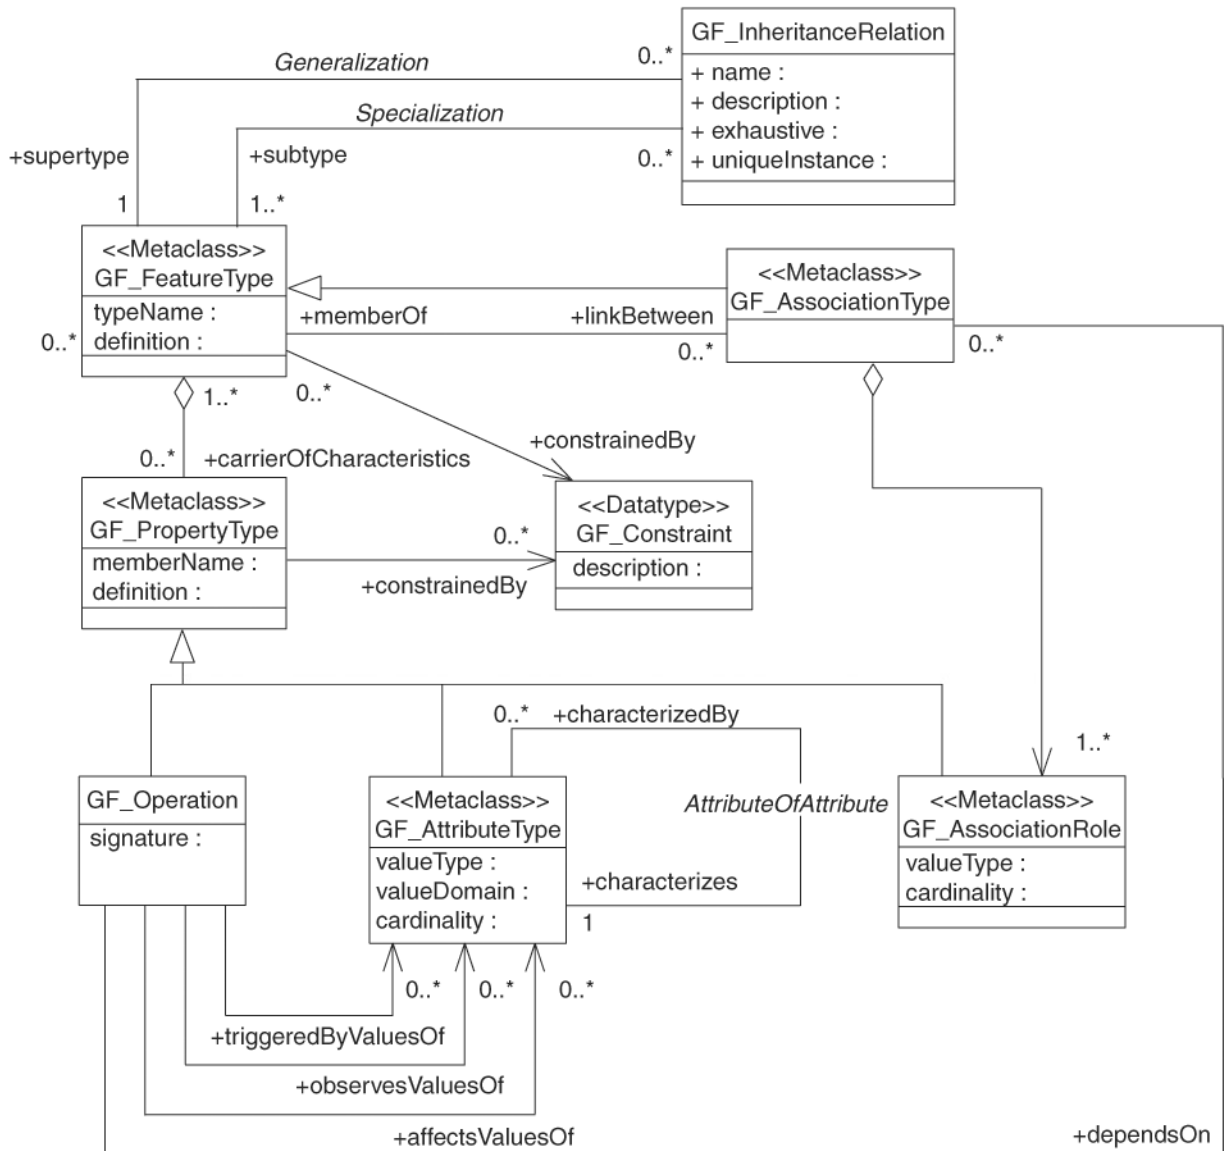 GF_InheritanceRelation
0..*
Generalization
+ name :
+ description :
Specialization
+ exhaustive :
+supertype
+subtype
0..*
+ uniqueInstance :
1
1..*
<<Metaclass>>
GF_FeatureType
<<Metaclass>>
GF_AssociationType
typeName :
definition :
+memberOf
+linkBetween
0..*
0..*
0..*
1..*
0..*
+constrainedBy
0..*
+carrierOfCharacteristics
<<Metaclass>>
GF_PropertyType
<<Datatype>>
GF_Constraint
memberName :
definition :
0..*
description :
+constrainedBy
0..*
+characterizedBy
1..*
GF_Operation
signature :
<<Metaclass>>
GF_AttributeType
AttributeOfAttribute
<<Metaclass>>
GF_AssociationRole
valueType :
valueDomain :
cardinality :
+characterizes
1
valueType :
cardinality :
0..*
0..*
0..*
+triggeredByValuesOf
+observesValuesOf
+affectsValuesOf
+dependsOn